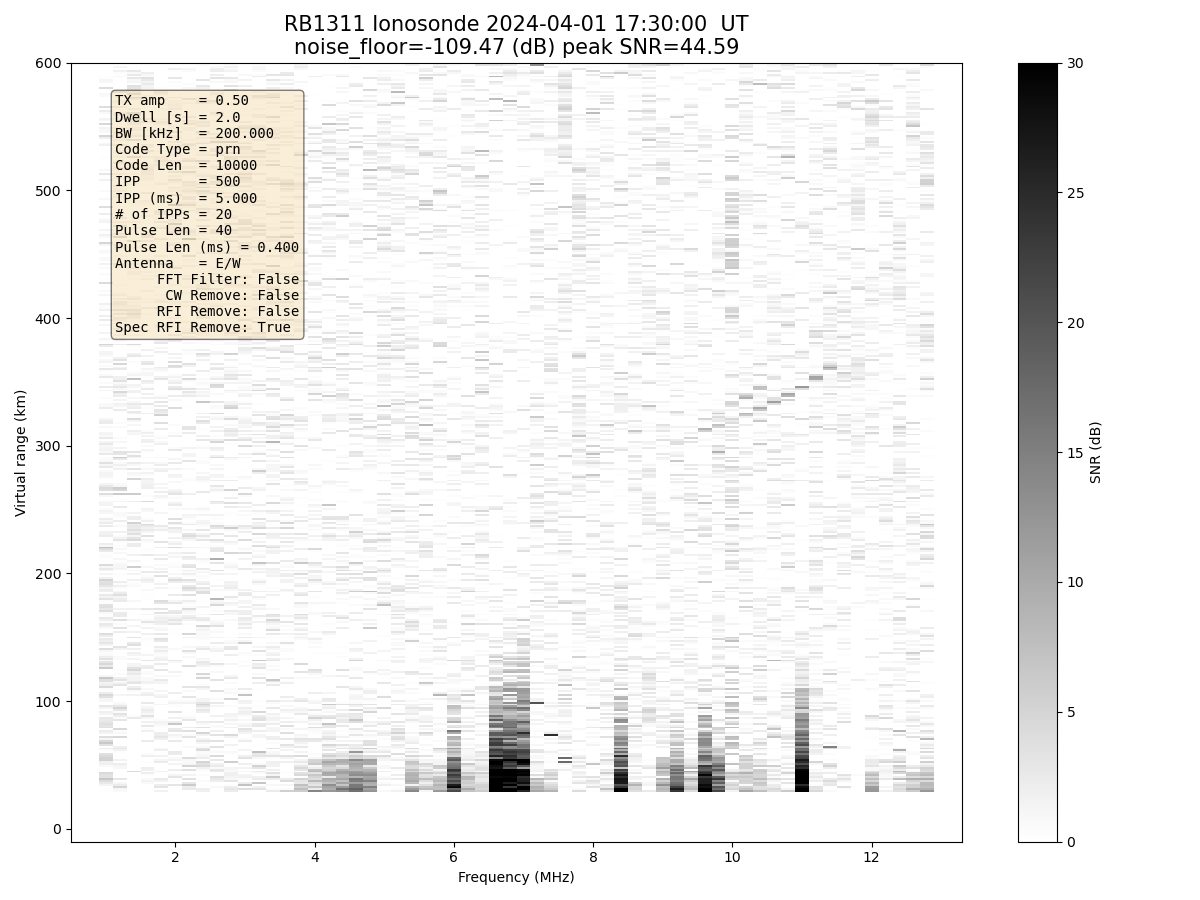 RB1311 Ionosonde 2024-04-01 17:30:00  UT
noise_floor=-109.47 (dB) peak SNR=44.59
TX amp    = 0.50
Dwell [s] = 2.0
BW [kHz]  = 200.000
Code Type = prn
Code Len  = 10000
IPP       = 500
IPP (ms)  = 5.000
# of IPPs = 20
Pulse Len = 40
Pulse Len (ms) = 0.400
Antenna   = E/W
FFT Filter: False
CW Remove: False
RFI Remove: False
Spec RFI Remove: True
600
500
400
300
200
100
0
Virtual range (km)
2 4 6 8 10 12
Frequency (MHz)
30
25
20
15
10
5
0
SNR (dB)